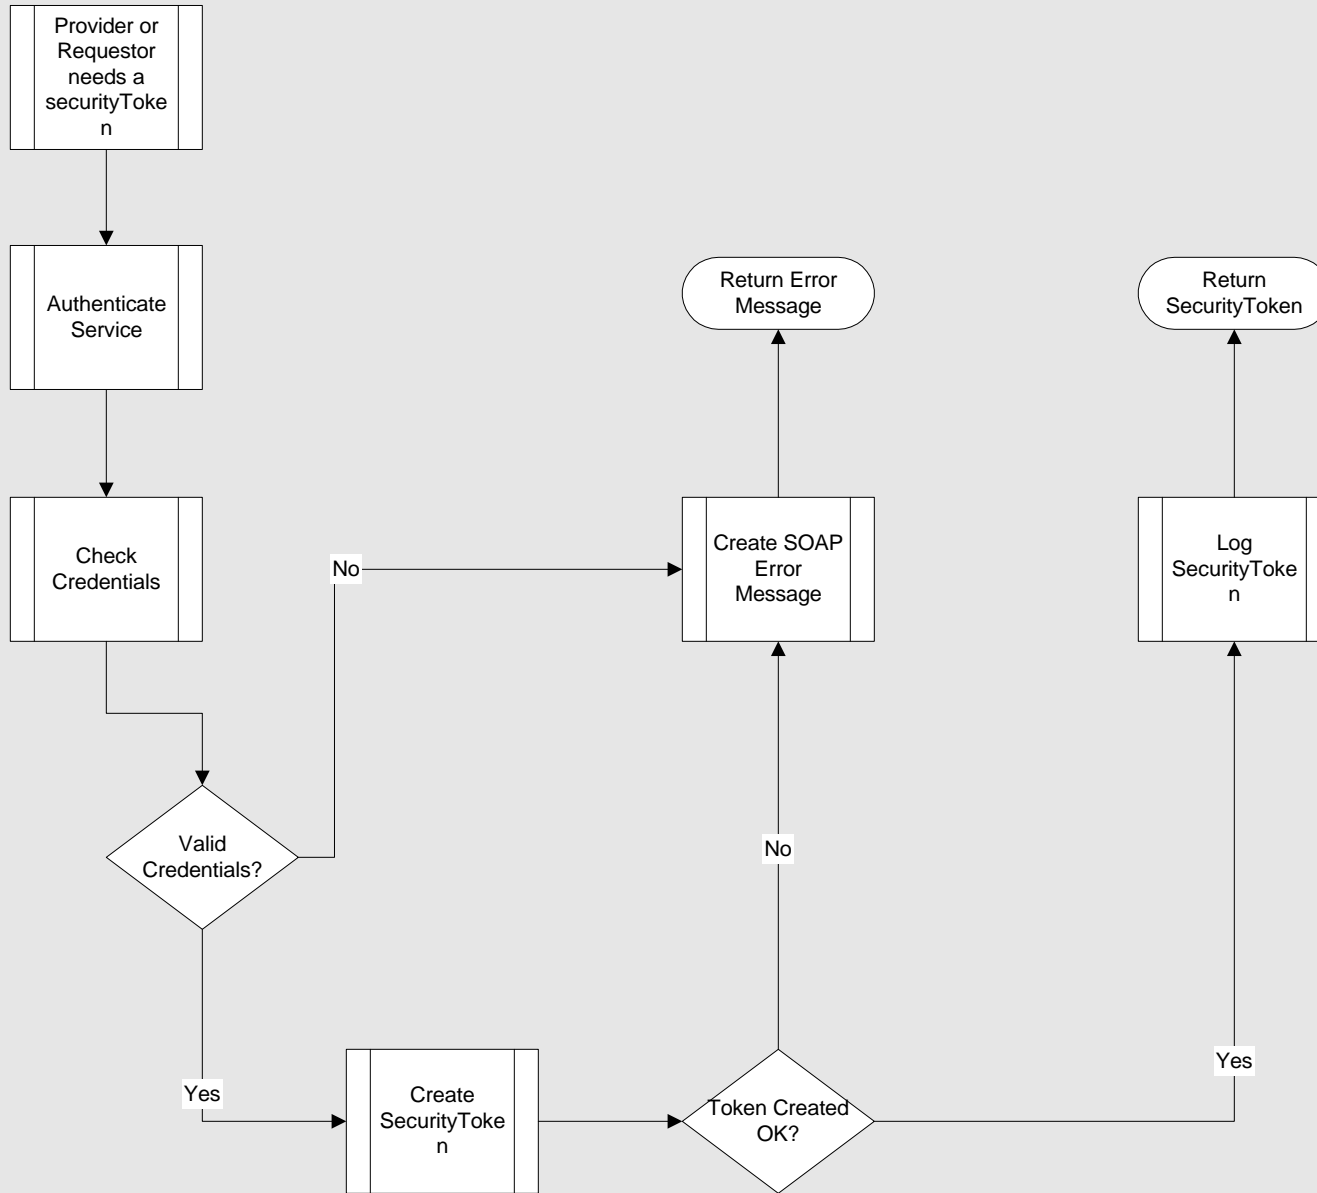 Provider or
Requestor
needs a
securityToke
n
Authenticate
Service
Return Error
Message
Return
SecurityToken
Check
Credentials
No
Create SOAP
Error
Message
Log
SecurityToke
n
Valid
Credentials?
No
Yes
Create
SecurityToke
n
Token Created
OK?
Yes